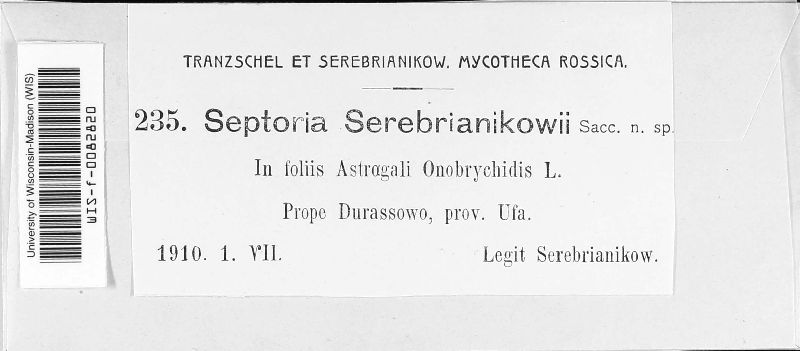 TRANZSCHEL ET SEREBRIANIKOW. MYCOTHECA ROSSICA.
235. Septoria Serebrianikowii Sacc. n. sp.
In foliis Astragali Onobrychidis L.
Prope Durassowo, prov. Ufa.
1910. 1. VII. Legit Serebrianikow.
University of Wisconsin-Madison (WIS)
WIS-f-0082820